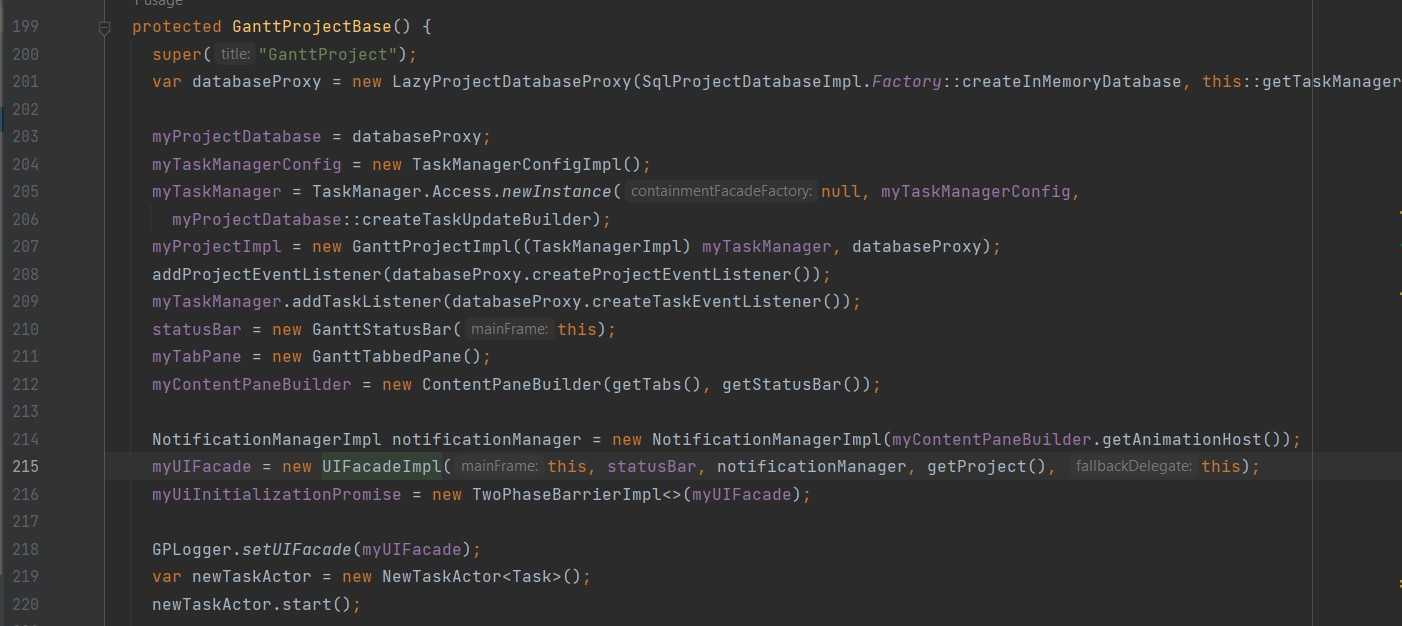 1 usage
199 protected GanttProjectBase() {
200 super( title: "GanttProject");
201 var databaseProxy = new LazyProjectDatabaseProxy(SqlProjectDatabaseImpl.Factory::createInMemoryDatabase, this::getTaskManager
202
203 myProjectDatabase = databaseProxy;
204 myTaskManagerConfig = new TaskManagerConfigImpl();
205 myTaskManager = TaskManager.Access.newInstance( containmentFacadeFactory: null, myTaskManagerConfig,
206 myProjectDatabase::createTaskUpdateBuilder);
207 myProjectImpl = new GanttProjectImpl((TaskManagerImpl) myTaskManager, databaseProxy);
208 addProjectEventListener(databaseProxy.createProjectEventListener());
209 myTaskManager.addTaskListener(databaseProxy.createTaskEventListener());
210 statusBar = new GanttStatusBar( mainFrame: this);
211 myTabPane = new GanttTabbedPane();
212 myContentPaneBuilder = new ContentPaneBuilder(getTabs(), getStatusBar());
213
214 NotificationManagerImpl notificationManager = new NotificationManagerImpl(myContentPaneBuilder.getAnimationHost());
215 myUIFacade = new UIFacadeImpl( mainFrame: this, statusBar, notificationManager, getProject(), fallbackDelegate: this);
216 myUiInitializationPromise = new TwoPhaseBarrierImpl<>(myUIFacade);
217
218 GPLogger.setUIFacade(myUIFacade);
219 var newTaskActor = new NewTaskActor<Task>();
220 newTaskActor.start();